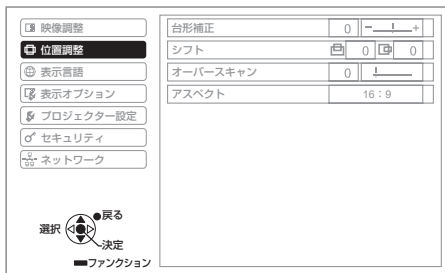 映像調整
位置調整
表示言語
表示オプション
プロジェクター設定
セキュリティ
ネットワーク
台形補正 0 - +
シフト 0 0
オーバースキャン 0
アスペクト 16：9
戻る
選択
決定
ファンクション